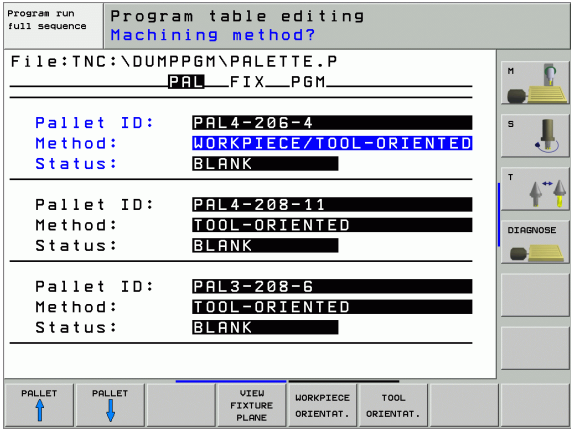 Program run
full sequence
Program table editing
Machining method?
File:TNC:\DUMPPGM\PALETTE.P
PAL FIX PGM
Pallet ID: PAL4-206-4
Method: WORKPIECE/TOOL-ORIENTED
Status: BLANK
Pallet ID: PAL4-208-11
Method: TOOL-ORIENTED
Status: BLANK
Pallet ID: PAL3-208-6
Method: TOOL-ORIENTED
Status: BLANK
M
S
T
DIAGNOSE
PALLET
PALLET
VIEW
FIXTURE
PLANE
WORKPIECE
ORIENTAT.
TOOL
ORIENTAT.